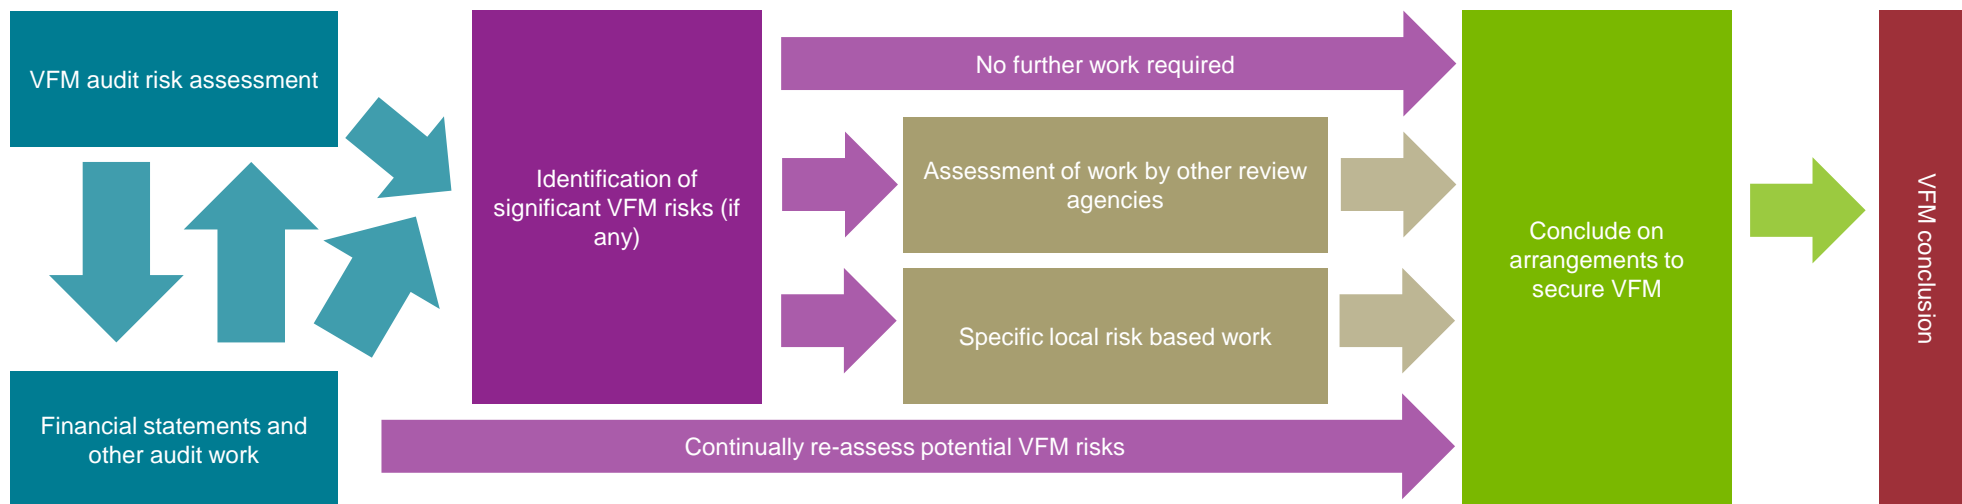 VFM audit risk assessment
Financial statements and
other audit work
Identification of
significant VFM risks (if
any)
No further work required
Assessment of work by other review
agencies
Specific local risk based work
Continually re-assess potential VFM risks
Conclude on
arrangements to
secure VFM
VFM conclusion